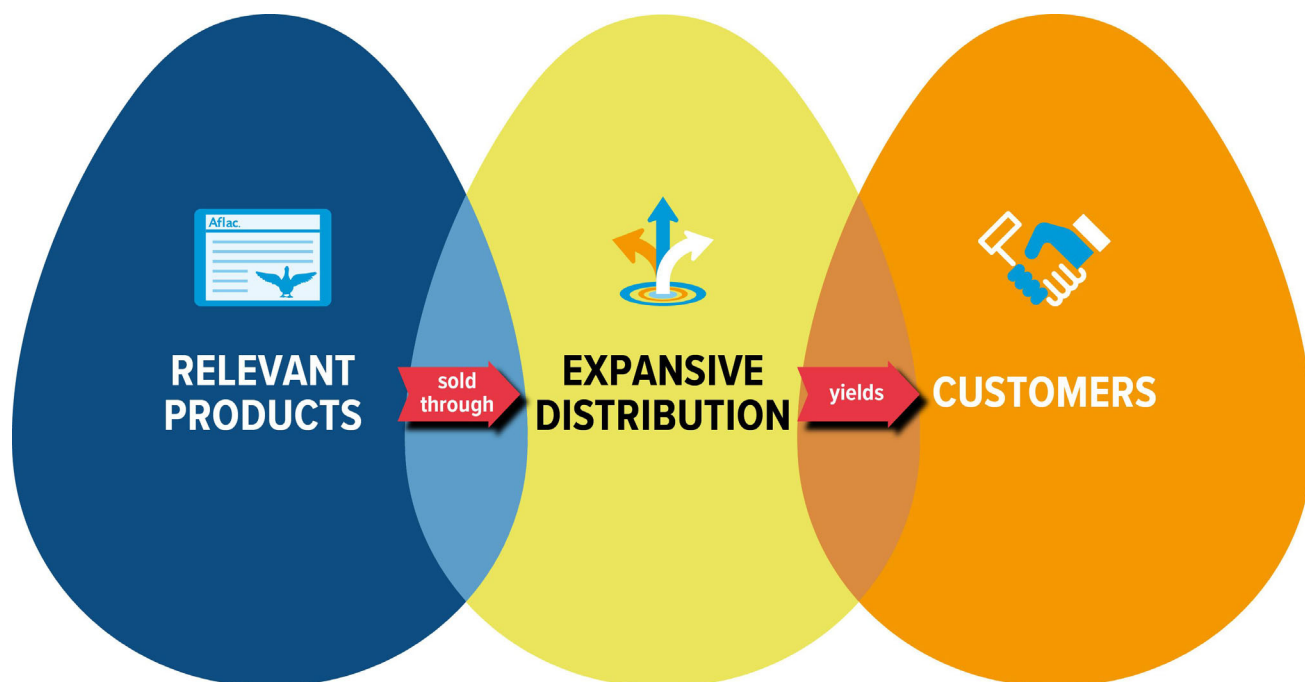 Aflac.
RELEVANT
PRODUCTS
sold
through
EXPANSIVE
DISTRIBUTION
yields
CUSTOMERS